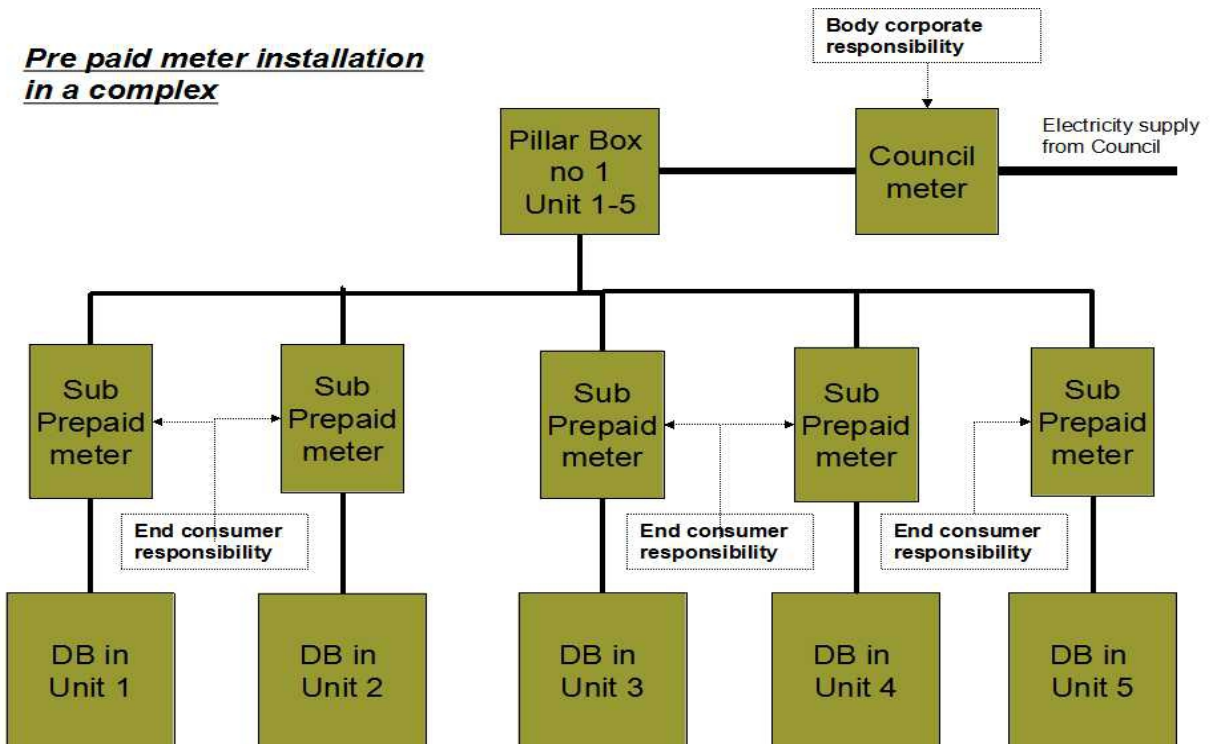 Pre paid meter installation
in a complex
Body corporate
responsibility
Electricity supply
from Council
Pillar Box
no 1
Unit 1-5
Council
meter
Sub
Prepaid
meter
Sub
Prepaid
meter
Sub
Prepaid
meter
Sub
Prepaid
meter
Sub
Prepaid
meter
End consumer
responsibility
End consumer
responsibility
End consumer
responsibility
DB in
Unit 1
DB in
Unit 2
DB in
Unit 3
DB in
Unit 4
DB in
Unit 5